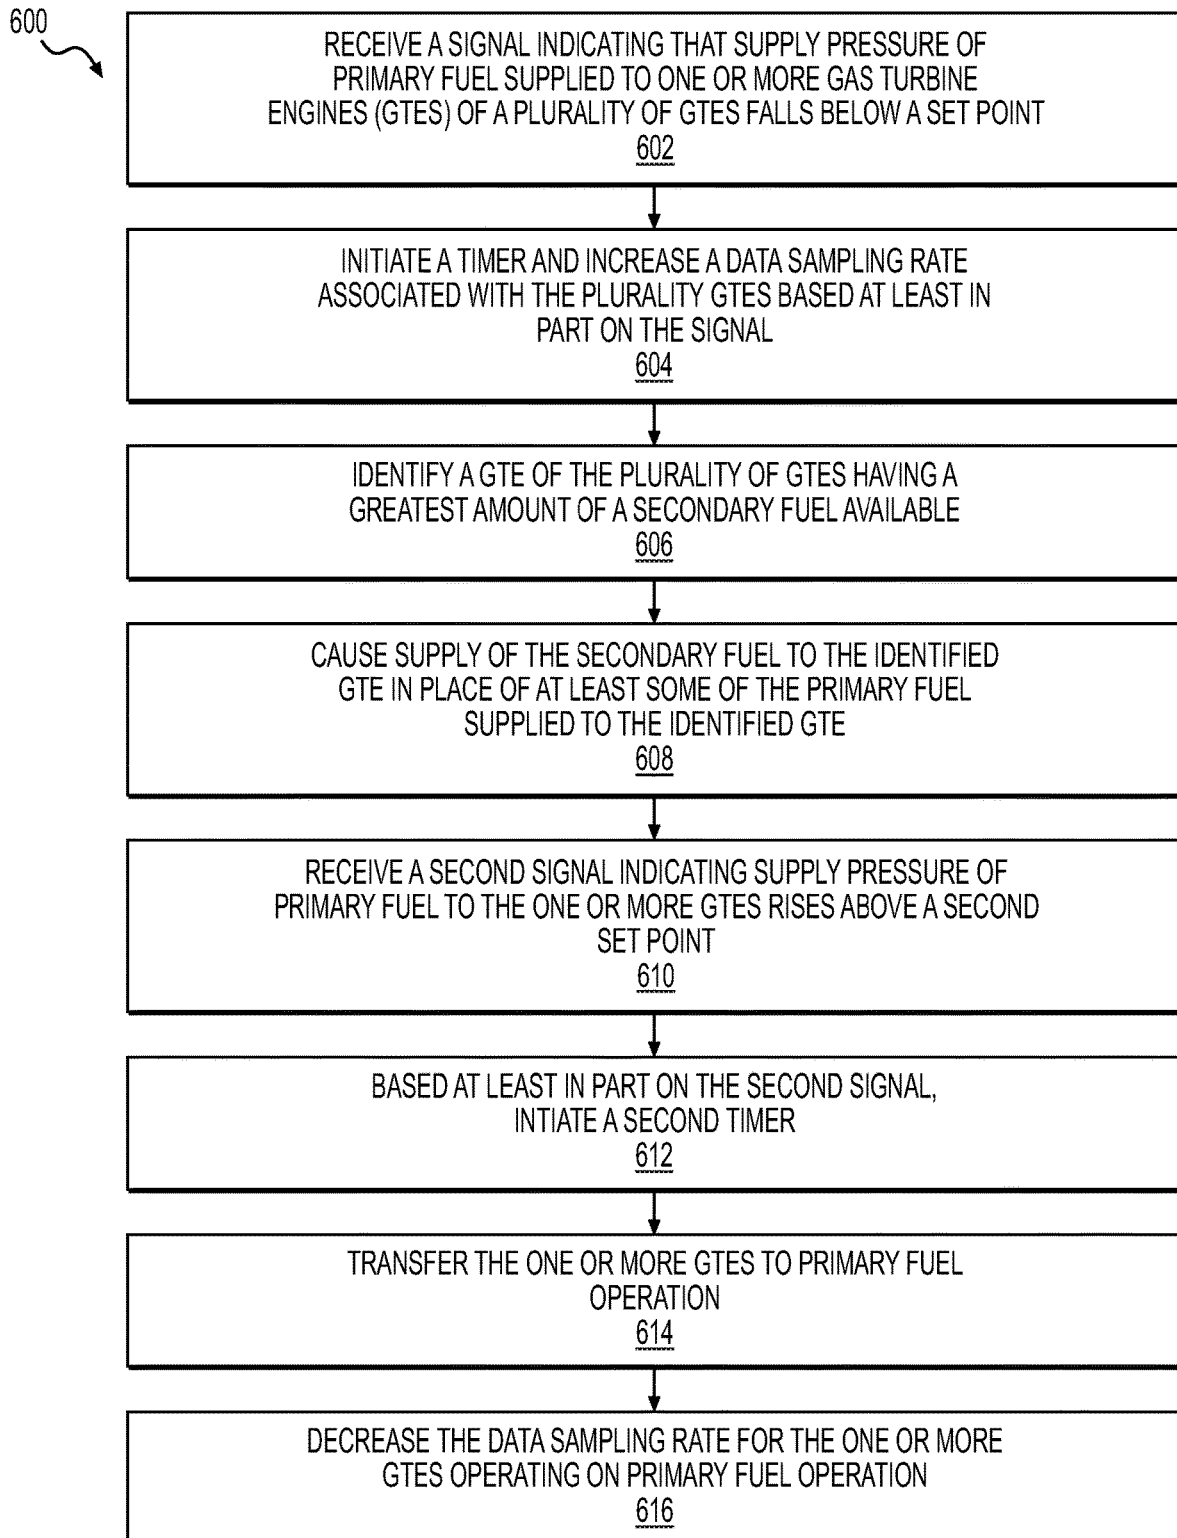 600
RECEIVE A SIGNAL INDICATING THAT SUPPLY PRESSURE OF
PRIMARY FUEL SUPPLIED TO ONE OR MORE GAS TURBINE
ENGINES (GTES) OF A PLURALITY OF GTES FALLS BELOW A SET POINT
602
INITIATE A TIMER AND INCREASE A DATA SAMPLING RATE
ASSOCIATED WITH THE PLURALITY GTES BASED AT LEAST IN
PART ON THE SIGNAL
604
IDENTIFY A GTE OF THE PLURALITY OF GTES HAVING A
GREATEST AMOUNT OF A SECONDARY FUEL AVAILABLE
606
CAUSE SUPPLY OF THE SECONDARY FUEL TO THE IDENTIFIED
GTE IN PLACE OF AT LEAST SOME OF THE PRIMARY FUEL
SUPPLIED TO THE IDENTIFIED GTE
608
RECEIVE A SECOND SIGNAL INDICATING SUPPLY PRESSURE OF
PRIMARY FUEL TO THE ONE OR MORE GTES RISES ABOVE A SECOND
SET POINT
610
BASED AT LEAST IN PART ON THE SECOND SIGNAL,
INTIATE A SECOND TIMER
612
TRANSFER THE ONE OR MORE GTES TO PRIMARY FUEL
OPERATION
614
DECREASE THE DATA SAMPLING RATE FOR THE ONE OR MORE
GTES OPERATING ON PRIMARY FUEL OPERATION
616